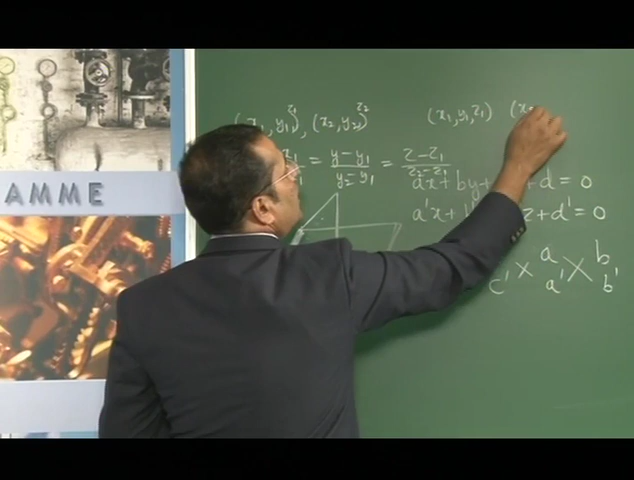 AMME
x₁, y₁, z₁), (x₂, y₂, z₂) (x₁, y₁, z₁) (x₂
= y-y₁ / y₂-y₁ = z-z₁ / z₂-z₁
ax + by + d = 0
a'x + z + d' = 0
a b
c' × a' × b'